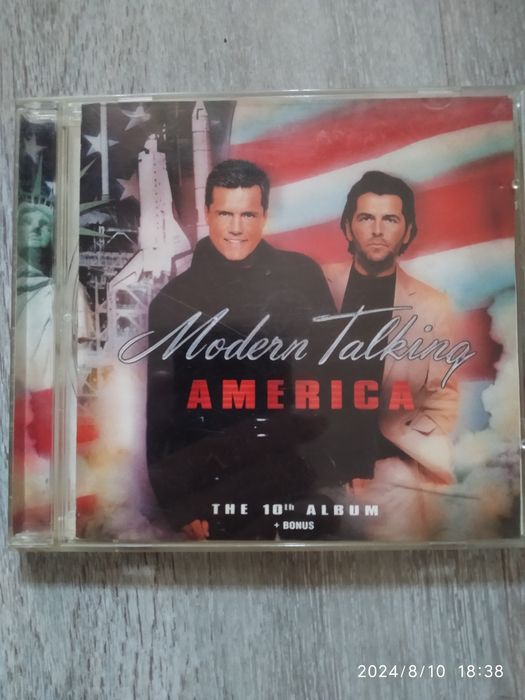 Modern Talking
AMERICA
THE 10th ALBUM
+ BONUS
2024/8/10 18:38